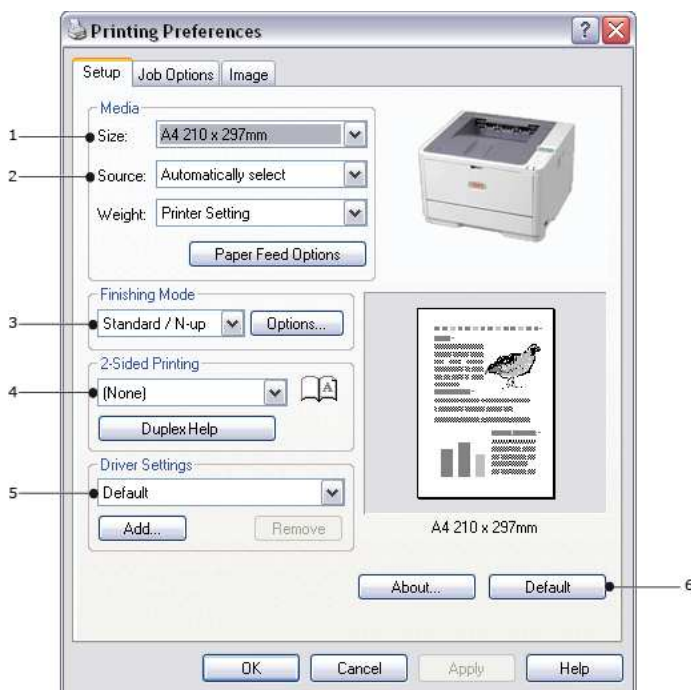 Printing Preferences
Setup Job Options Image
Media
1 Size: A4 210 x 297mm
2 Source: Automatically select
Weight: Printer Setting
Paper Feed Options
Finishing Mode
3 Standard / N-up Options...
2-Sided Printing
4 (None) A
Duplex Help
Driver Settings
5 Default
Add... Remove
A4 210 x 297mm
About... Default 6
OK Cancel Apply Help